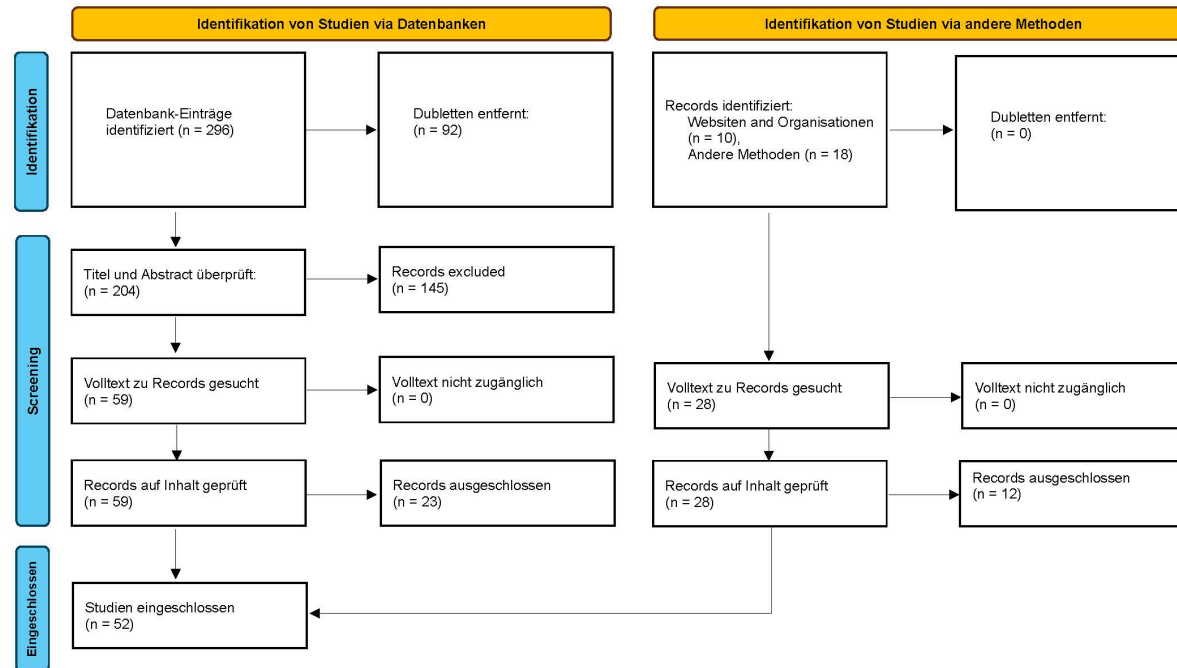 Identifikation von Studien via Datenbanken
Identifikation von Studien via andere Methoden
Identifikation
Datenbank-Einträge
identifiziert (n = 296)
Dubletten entfernt:
(n = 92)
Records identifiziert:
Websiten and Organisationen
(n = 10),
Andere Methoden (n = 18)
Dubletten entfernt:
(n = 0)
Screening
Titel und Abstract überprüft:
(n = 204)
Records excluded
(n = 145)
Volltext zu Records gesucht
(n = 59)
Volltext nicht zugänglich
(n = 0)
Volltext zu Records gesucht
(n = 28)
Volltext nicht zugänglich
(n = 0)
Records auf Inhalt geprüft
(n = 59)
Records ausgeschlossen
(n = 23)
Records auf Inhalt geprüft
(n = 28)
Records ausgeschlossen
(n = 12)
Eingeschlossen
Studien eingeschlossen
(n = 52)